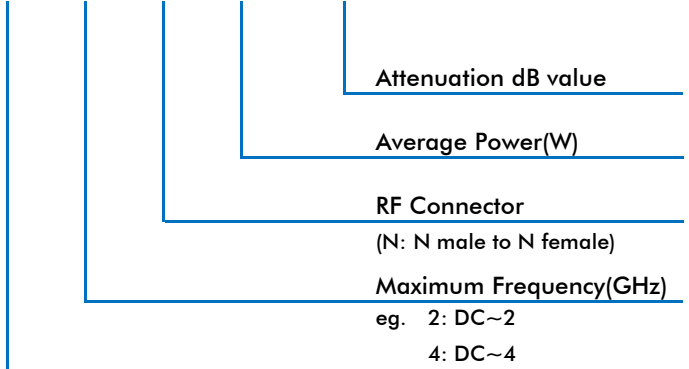 Attenuation dB value
Average Power(W)
RF Connector
(N: N male to N female)
Maximum Frequency(GHz)
eg. 2: DC~2
4: DC~4